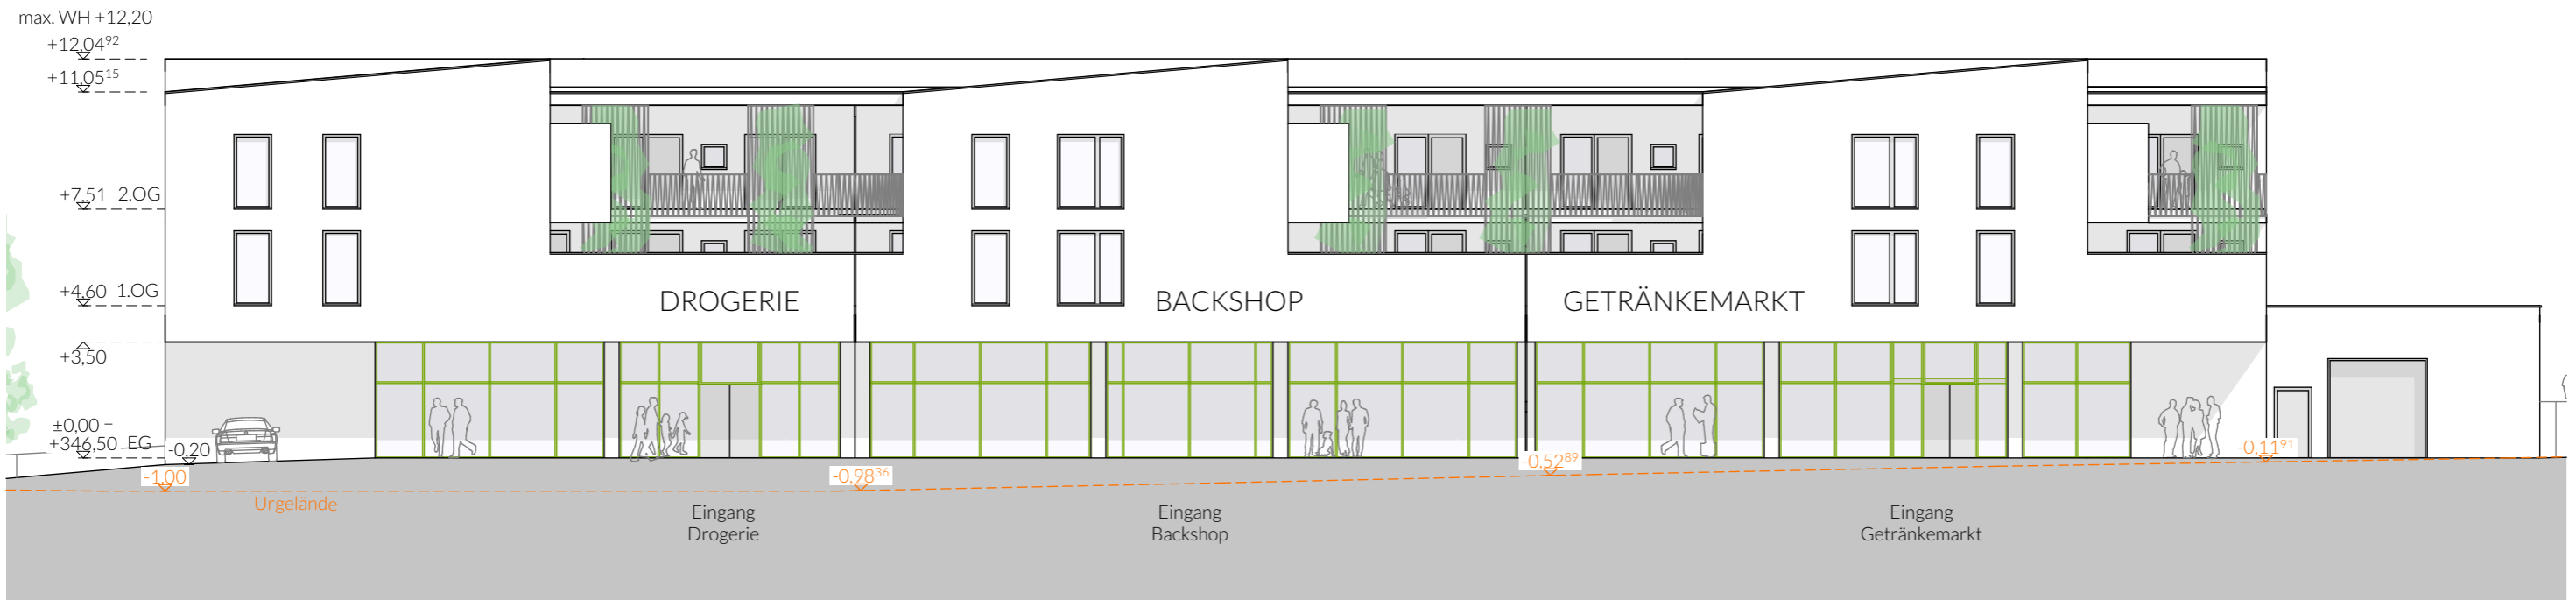 max. WH +12,20
+12,04⁹²
+11,05¹⁵
+7,51 2.OG
+4,60 1.OG
DROGERIE
BACKSHOP
GETRÄNKEMARKT
+3,50
±0,00 =
+346,50 EG
-0,20
-1,00
-0,98³⁶
-0,52⁸⁹
-0,11⁹¹
Urgelände
Eingang
Drogerie
Eingang
Backshop
Eingang
Getränkemarkt